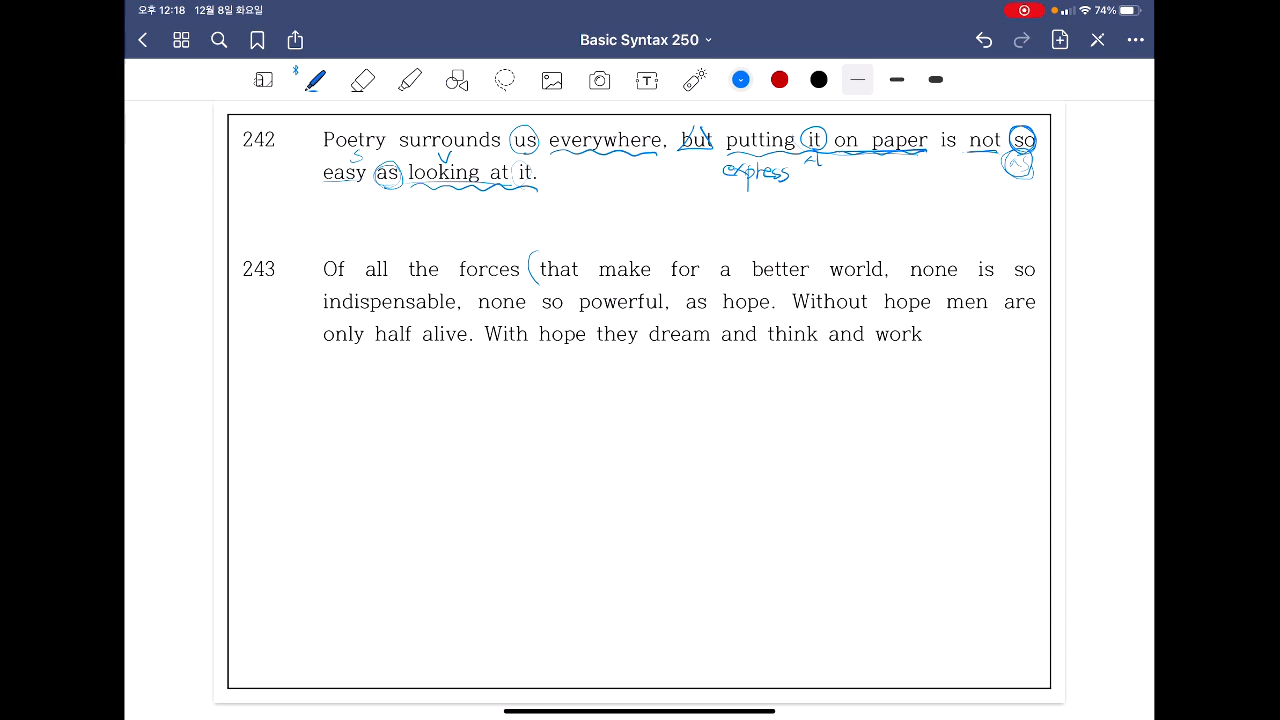 오후 12:18 12월 8일 화요일
74%
Basic Syntax 250
242 Poetry surrounds us everywhere, but putting it on paper is not so
S V express as
easy as looking at it.
243 Of all the forces (that make for a better world, none is so
indispensable, none so powerful, as hope. Without hope men are
only half alive. With hope they dream and think and work